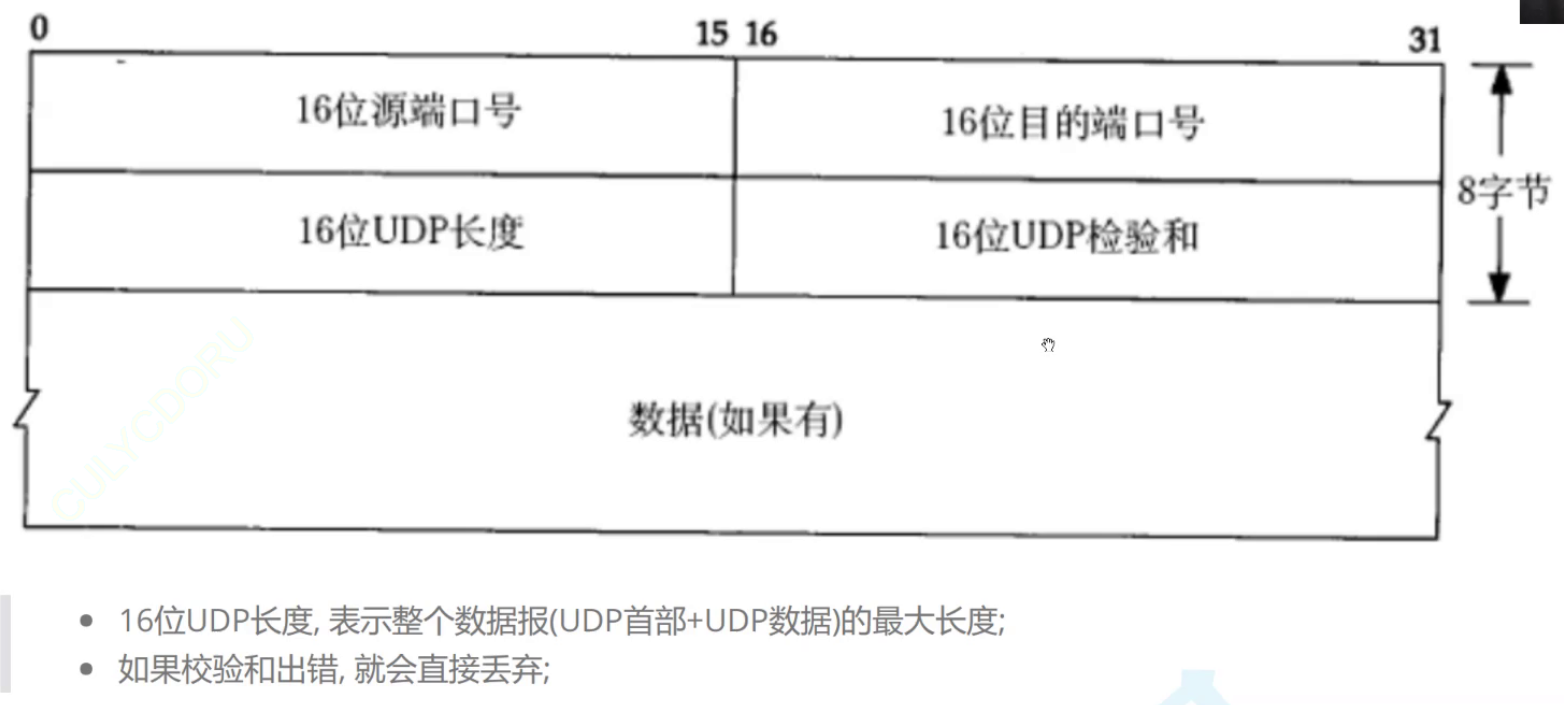 0 15 16 31
16位源端口号 16位目的端口号
8字节
16位UDP长度 16位UDP检验和
数据(如果有)
CULYCDORU
16位UDP长度, 表示整个数据报(UDP首部+UDP数据)的最大长度;
如果校验和出错, 就会直接丢弃;